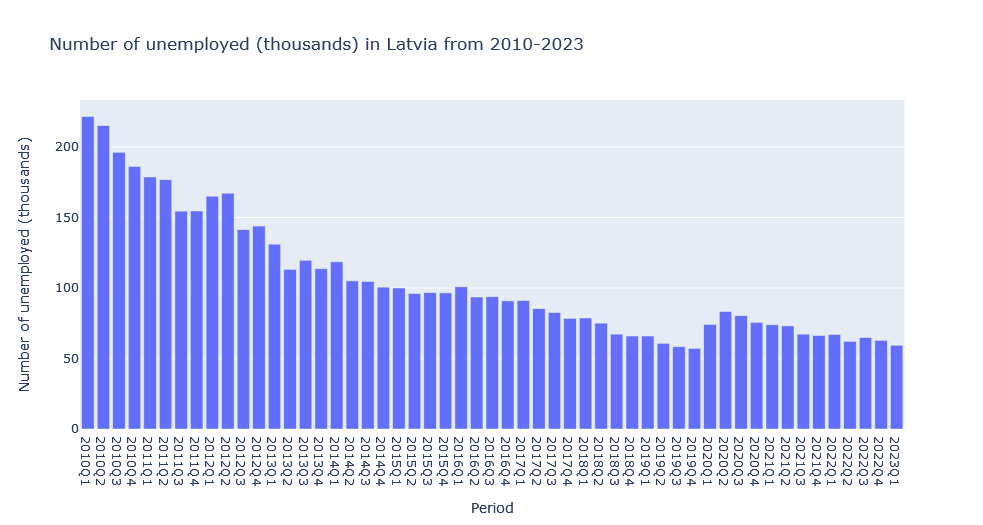 Number of unemployed (thousands) in Latvia from 2010-2023
Number of unemployed (thousands)
200
150
100
50
0
2010Q1
2010Q2
2010Q3
2010Q4
2011Q1
2011Q2
2011Q3
2011Q4
2012Q1
2012Q2
2012Q3
2012Q4
2013Q1
2013Q2
2013Q3
2013Q4
2014Q1
2014Q2
2014Q3
2014Q4
2015Q1
2015Q2
2015Q3
2015Q4
2016Q1
2016Q2
2016Q3
2016Q4
2017Q1
2017Q2
2017Q3
2017Q4
2018Q1
2018Q2
2018Q3
2018Q4
2019Q1
2019Q2
2019Q3
2019Q4
2020Q1
2020Q2
2020Q3
2020Q4
2021Q1
2021Q2
2021Q3
2021Q4
2022Q1
2022Q2
2022Q3
2022Q4
2023Q1
Period